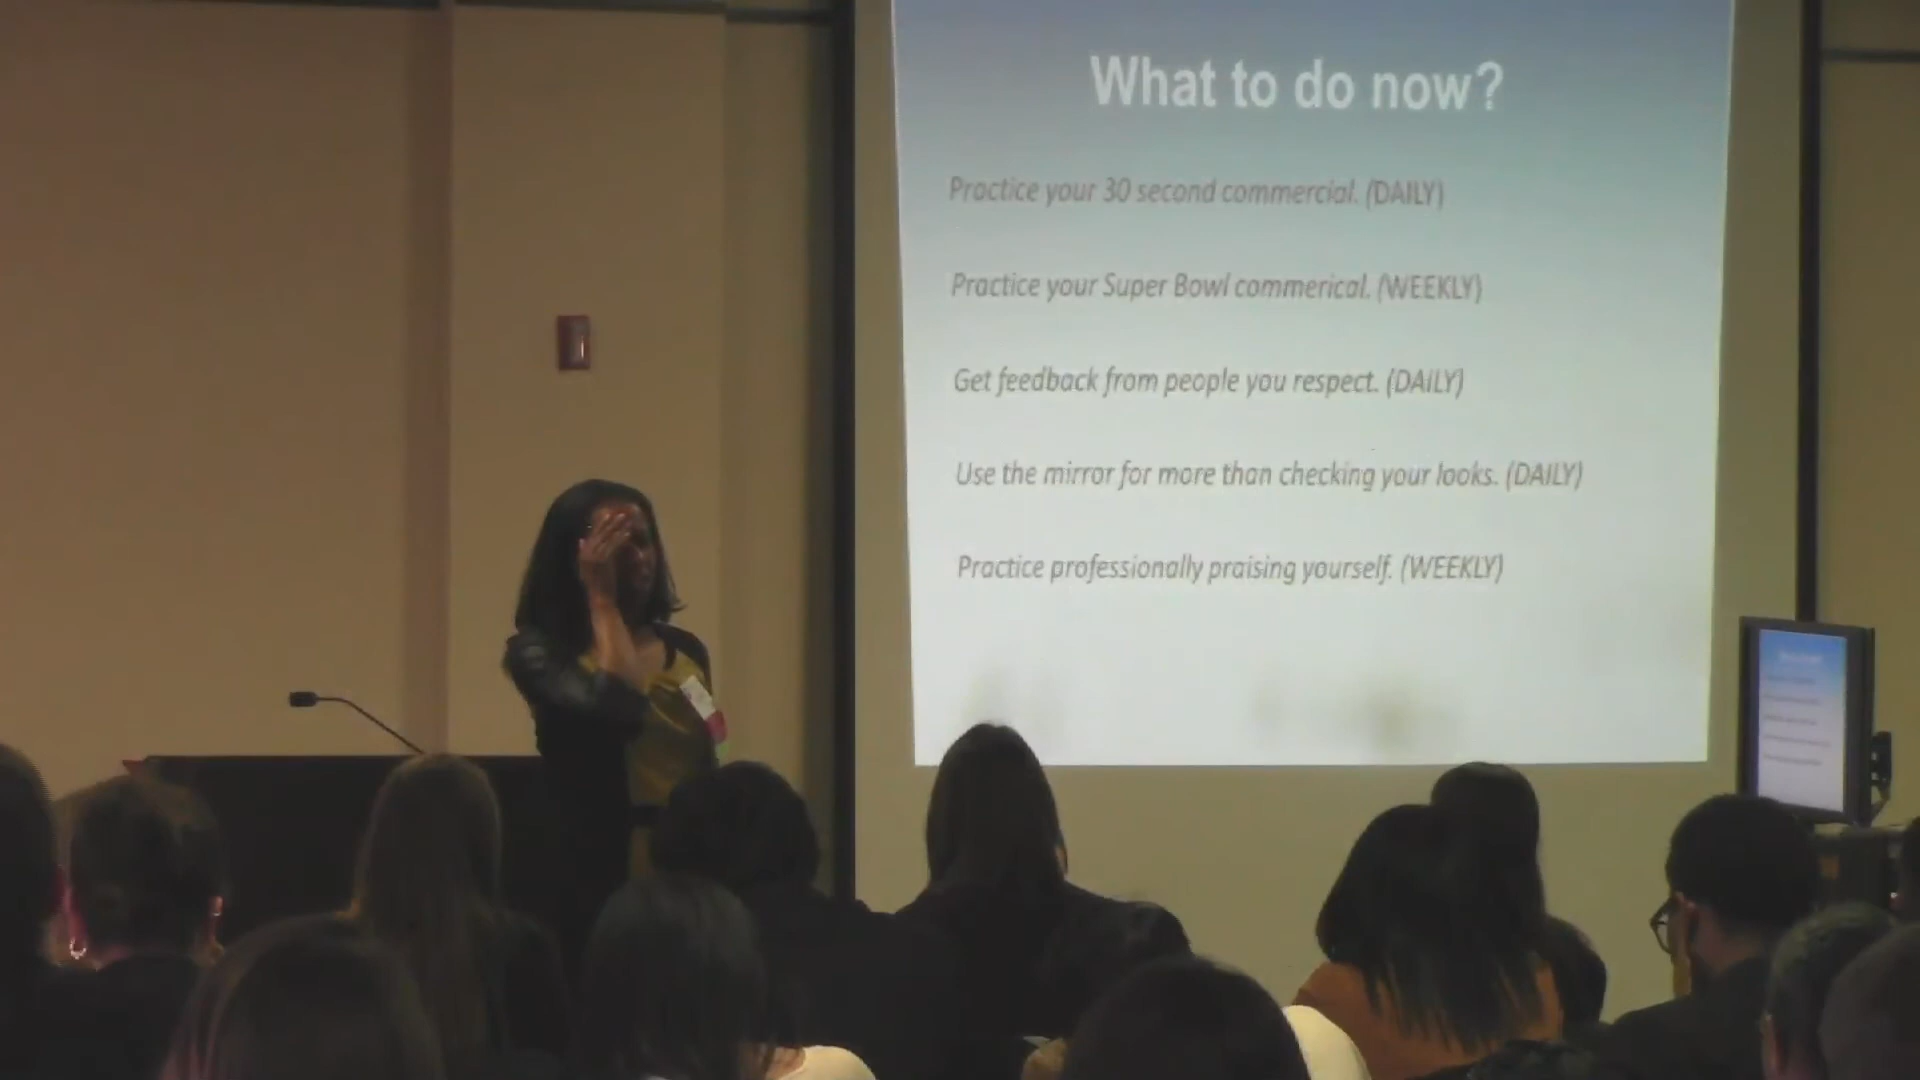 What to do now?
Practice your 30 second commercial. (DAILY)
Practice your Super Bowl commerical. (WEEKLY)
Get feedback from people you respect. (DAILY)
Use the mirror for more than checking your looks. (DAILY)
Practice professionally praising yourself. (WEEKLY)